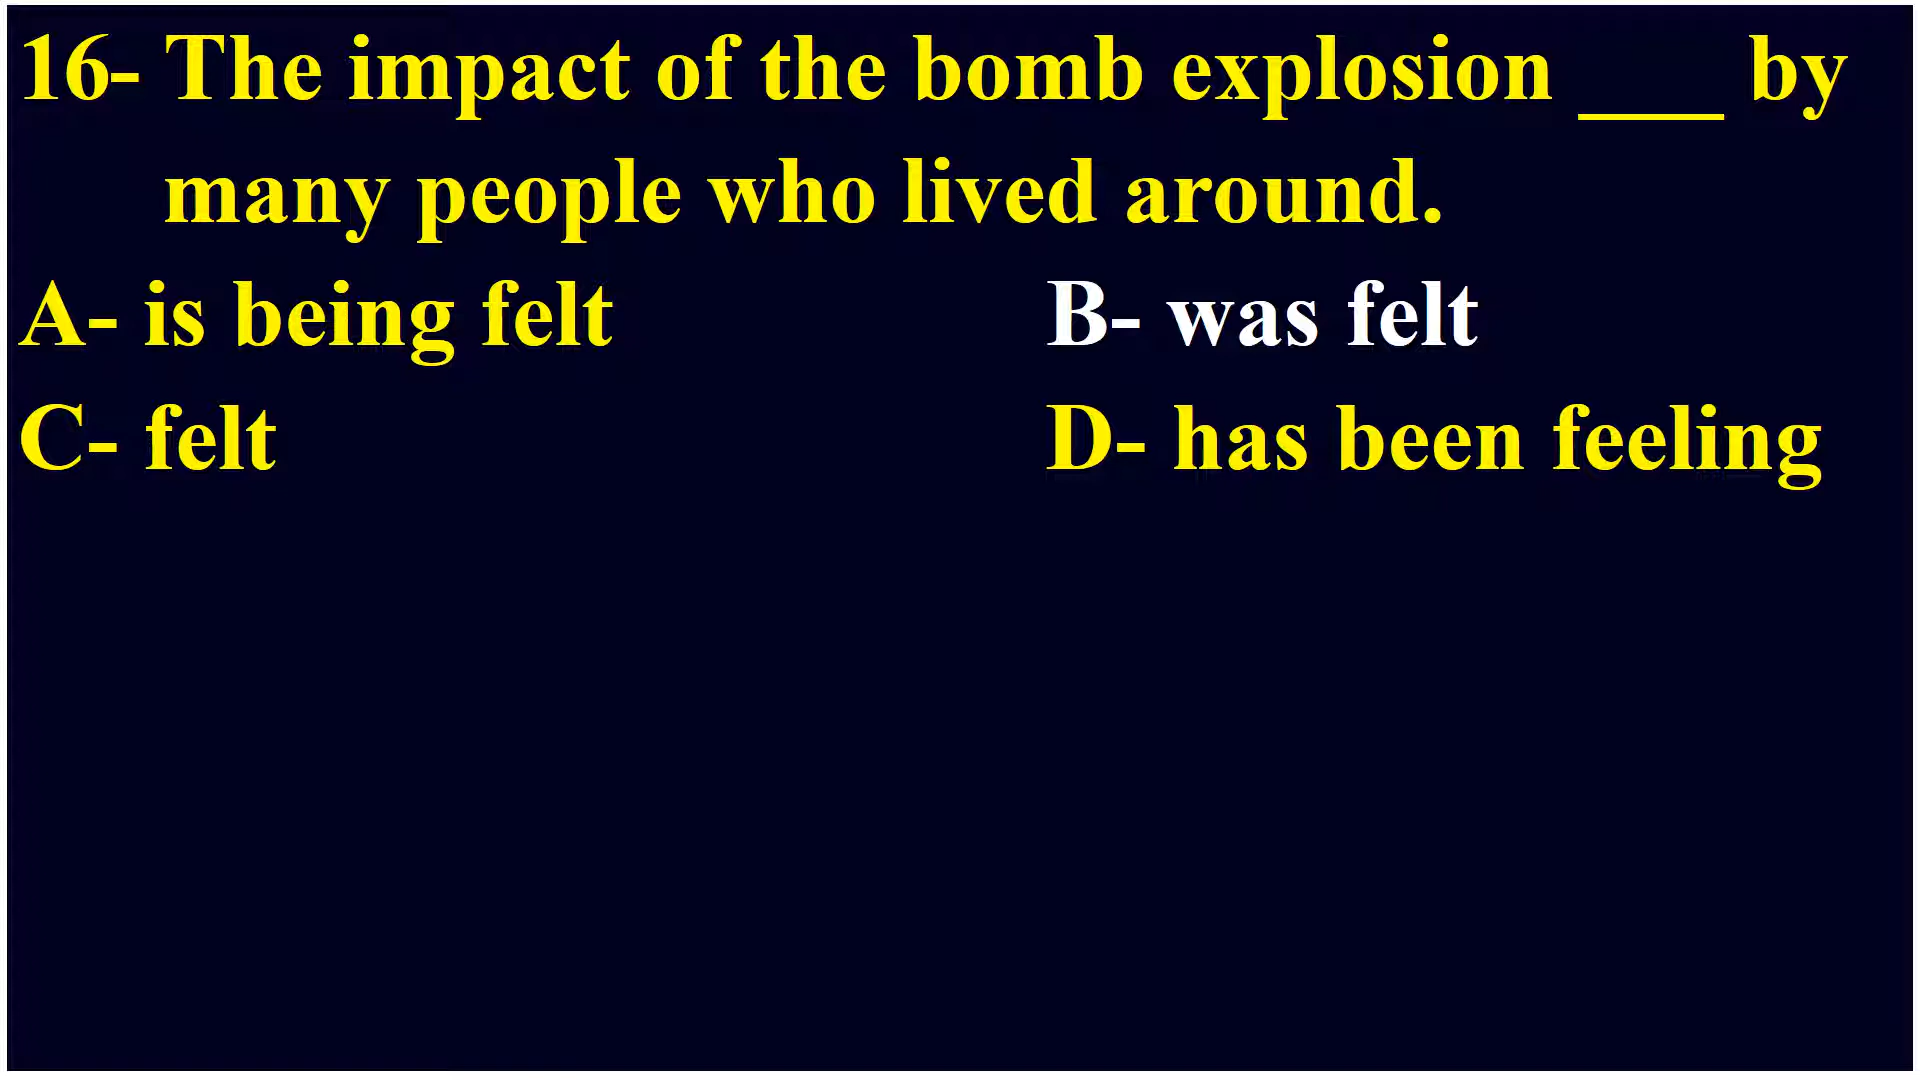 16- The impact of the bomb explosion ___ by
many people who lived around.
A- is being felt B- was felt
C- felt D- has been feeling